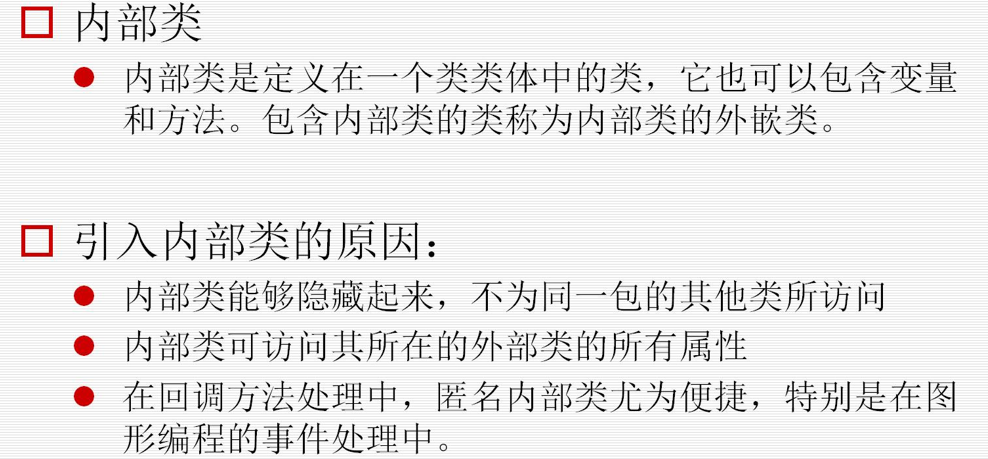 内部类
内部类是定义在一个类类体中的类，它也可以包含变量
和方法。包含内部类的类称为内部类的外嵌类。
引入内部类的原因：
内部类能够隐藏起来，不为同一包的其他类所访问
内部类可访问其所在的外部类的所有属性
在回调方法处理中，匿名内部类尤为便捷，特别是在图
形编程的事件处理中。